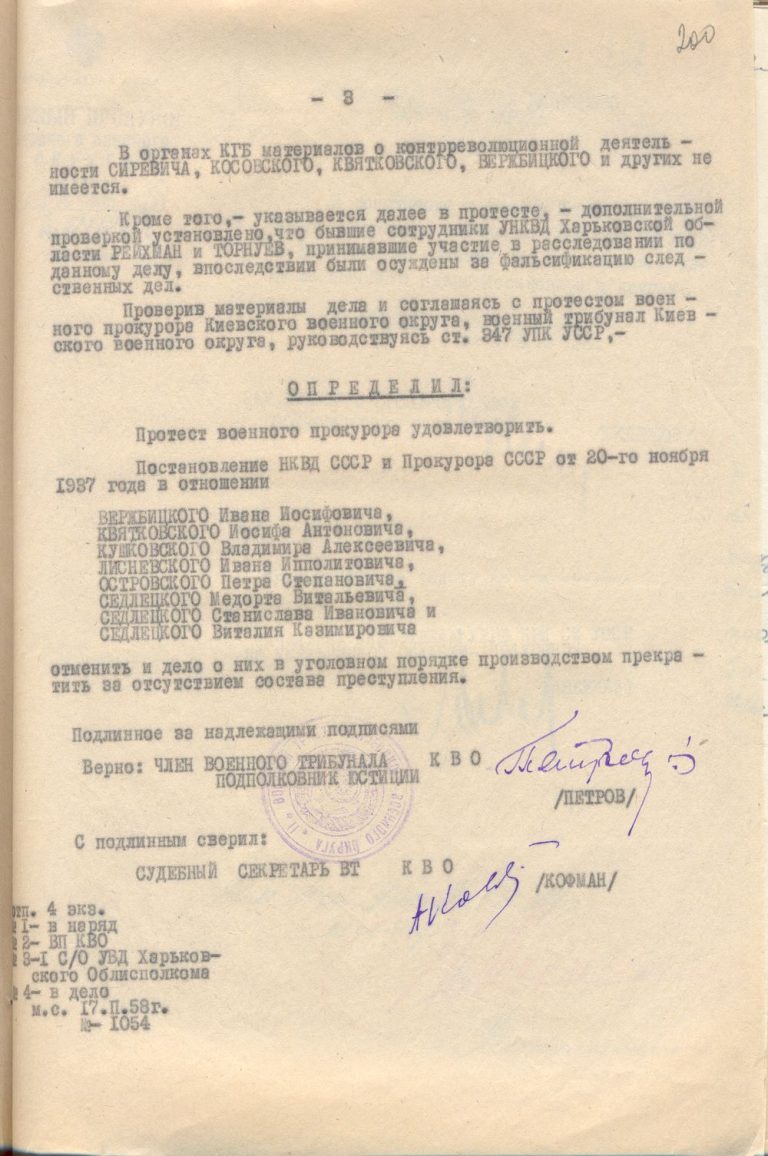 200
- 3 -
В органах КГБ материалов о контрреволюционной деятель -
ности СИРЕВИЧА, КОСОВСКОГО, КВЯТКОВСКОГО, ВЕРЖБИЦКОГО и других не
имеется.
Кроме того,- указывается далее в протесте, - дополнительной
проверкой установлено,что бывшие сотрудники УНКВД Харьковской об-
ласти РЕЙХМАН и ТОРНУЕВ, принимавшие участие в расследовании по
данному делу, впоследствии были осуждены за фальсификацию след -
ственных дел.
Проверив материалы дела и соглашаясь с протестом воен -
ного прокурора Киевского военного округа, военный трибунал Киев -
ского военного округа, руководствуясь ст. 347 УПК УССР,-
О П Р Е Д Е Л И Л:
Протест военного прокурора удовлетворить.
Постановление НКВД СССР и Прокурора СССР от 20-го ноября
1937 года в отношении
ВЕРЖБИЦКОГО Ивана Иосифовича,
КВЯТКОВСКОГО Иосифа Антоновича,
КУШКОВСКОГО Владимира Алексеевича,
ЛИСНЕВСКОГО Ивана Ипполитовича,
ОСТРОВСКОГО Петра Степановича,
СЕДЛЕЦКОГО Медорта Витальевича,
СЕДЛЕЦКОГО Станислава Ивановича и
СЕДЛЕЦКОГО Виталия Казимировича
отменить и дело о них в уголовном порядке производством прекра -
тить за отсутствием состава преступления.
Подлинное за надлежащими подписями
Верно: ЧЛЕН ВОЕННОГО ТРИБУНАЛА К В О
ПОДПОЛКОВНИК ЮСТИЦИИ
/ПЕТРОВ/
С подлинным сверил:
СУДЕБНЫЙ СЕКРЕТАРЬ ВТ К В О
/КОФМАН/
отп. 4 экз.
№ 1- в наряд
№ 2- ВП КВО
№ 3-1 С/О УВД Харьков-
ского Облисполкома
№ 4- в дело
м.с. 17.П.58г.
№- 1054